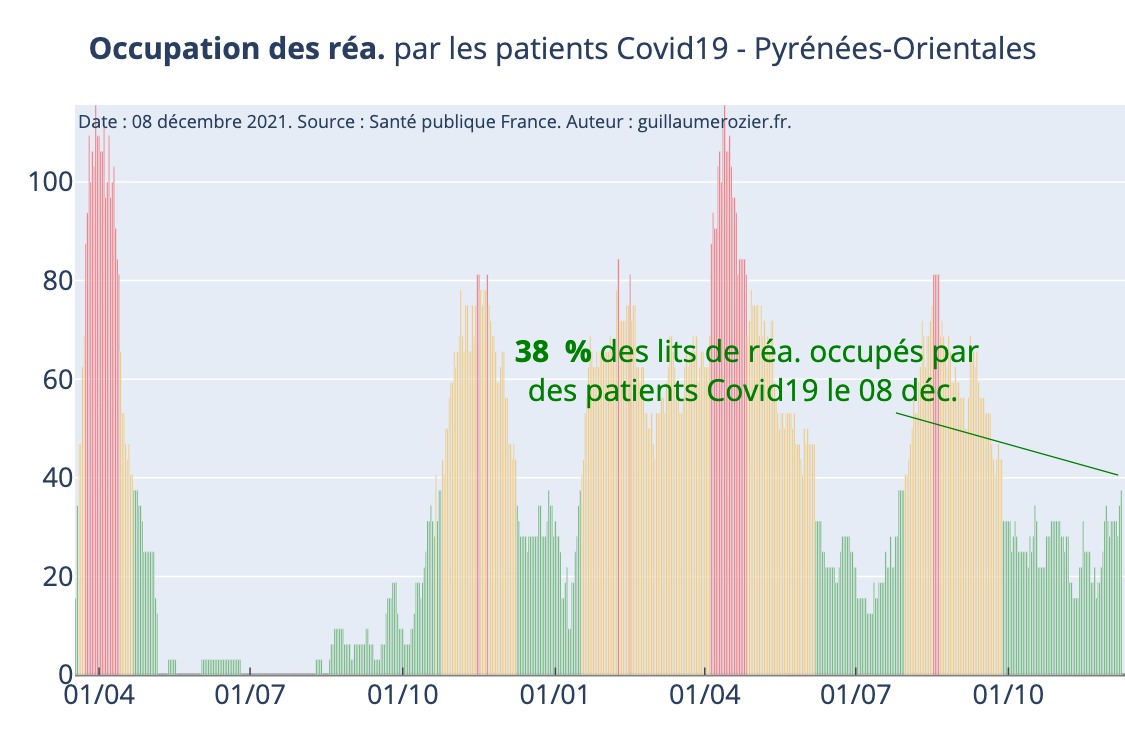 Occupation des réa. par les patients Covid19 - Pyrénées-Orientales
Date : 08 décembre 2021. Source : Santé publique France. Auteur : guillaumerozier.fr.
100
80
38 % des lits de réa. occupés par
des patients Covid19 le 08 déc.
60
40
20
0
01/04 01/07 01/10 01/01 01/04 01/07 01/10